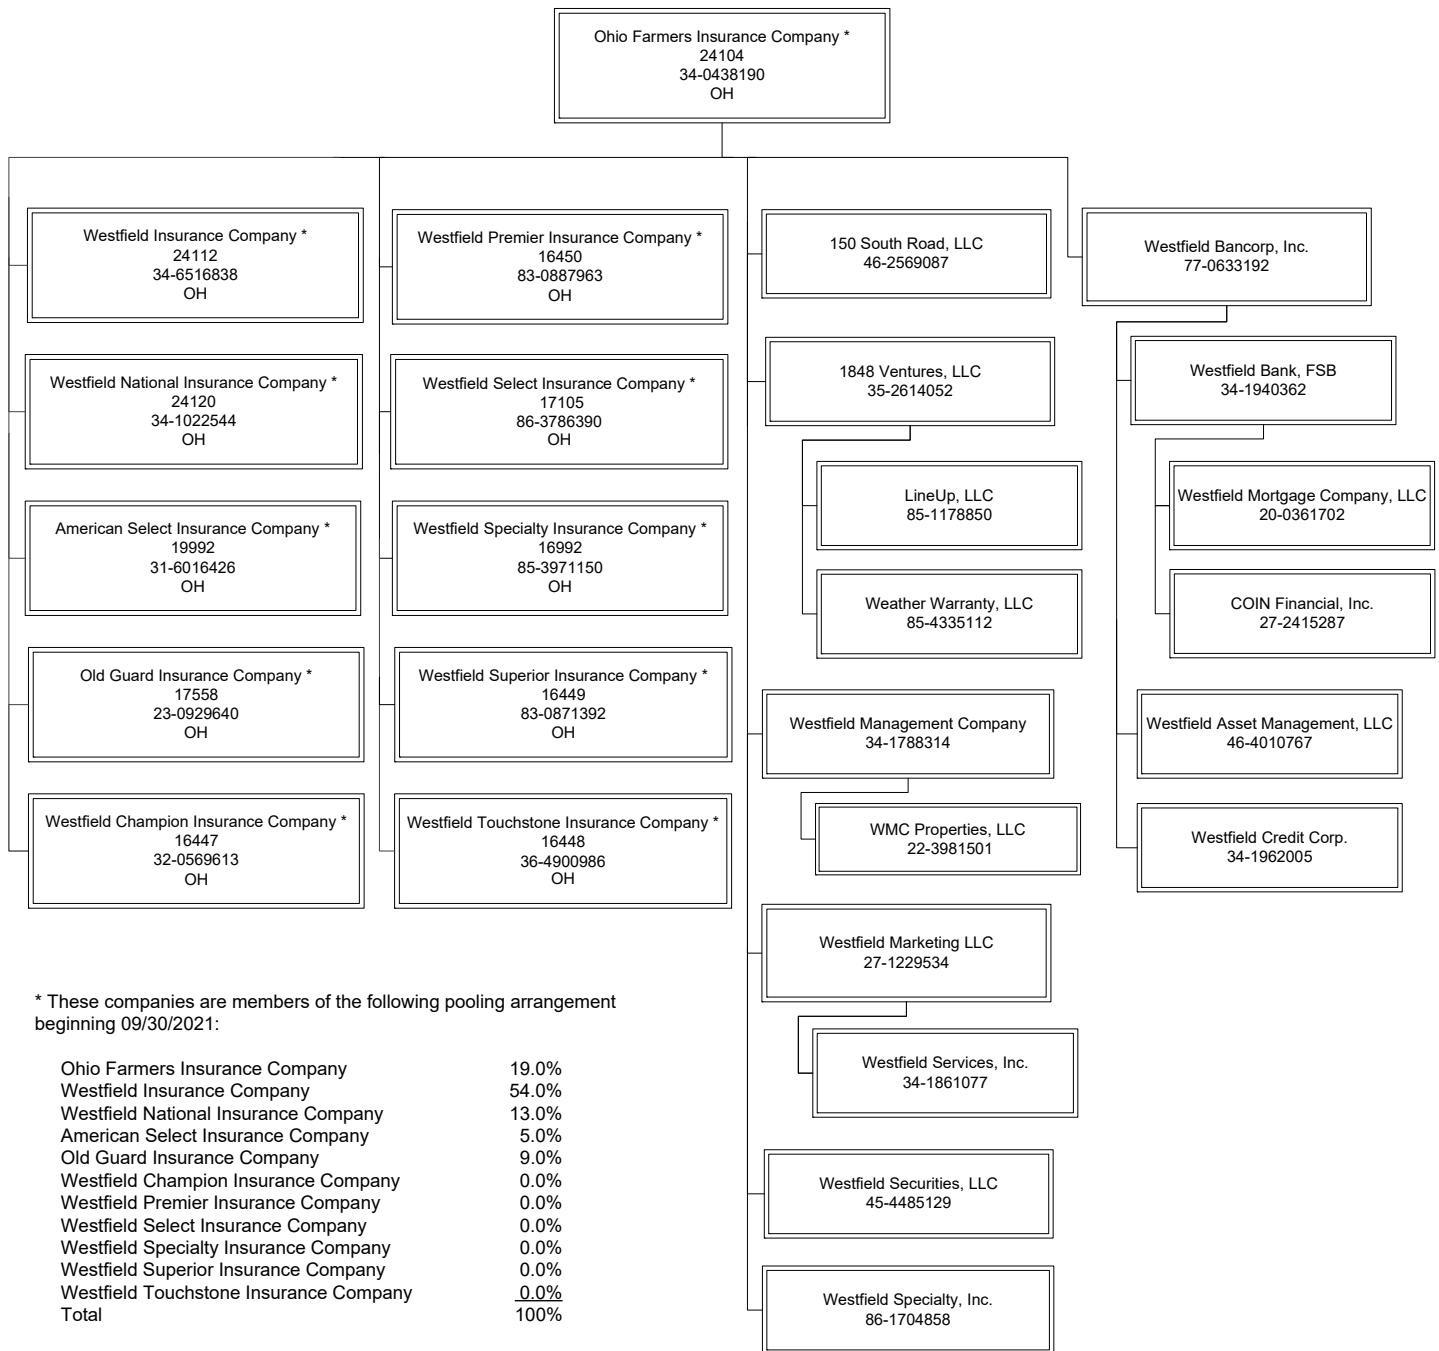 Ohio Farmers Insurance Company *
24104
34-0438190
OH
Westfield Insurance Company *
24112
34-6516838
OH
Westfield National Insurance Company *
24120
34-1022544
OH
American Select Insurance Company *
19992
31-6016426
OH
Old Guard Insurance Company *
17558
23-0929640
OH
Westfield Champion Insurance Company *
16447
32-0569613
OH
Westfield Premier Insurance Company *
16450
83-0887963
OH
Westfield Select Insurance Company *
17105
86-3786390
OH
Westfield Specialty Insurance Company *
16992
85-3971150
OH
Westfield Superior Insurance Company *
16449
83-0871392
OH
Westfield Touchstone Insurance Company *
16448
36-4900986
OH
150 South Road, LLC
46-2569087
1848 Ventures, LLC
35-2614052
LineUp, LLC
85-1178850
Weather Warranty, LLC
85-4335112
Westfield Management Company
34-1788314
WMC Properties, LLC
22-3981501
Westfield Marketing LLC
27-1229534
Westfield Services, Inc.
34-1861077
Westfield Securities, LLC
45-4485129
Westfield Specialty, Inc.
86-1704858
Westfield Bancorp, Inc.
77-0633192
Westfield Bank, FSB
34-1940362
Westfield Mortgage Company, LLC
20-0361702
COIN Financial, Inc.
27-2415287
Westfield Asset Management, LLC
46-4010767
Westfield Credit Corp.
34-1962005
* These companies are members of the following pooling arrangement
beginning 09/30/2021:
Ohio Farmers Insurance Company 19.0%
Westfield Insurance Company 54.0%
Westfield National Insurance Company 13.0%
American Select Insurance Company 5.0%
Old Guard Insurance Company 9.0%
Westfield Champion Insurance Company 0.0%
Westfield Premier Insurance Company 0.0%
Westfield Select Insurance Company 0.0%
Westfield Specialty Insurance Company 0.0%
Westfield Superior Insurance Company 0.0%
Westfield Touchstone Insurance Company 0.0%
Total 100%